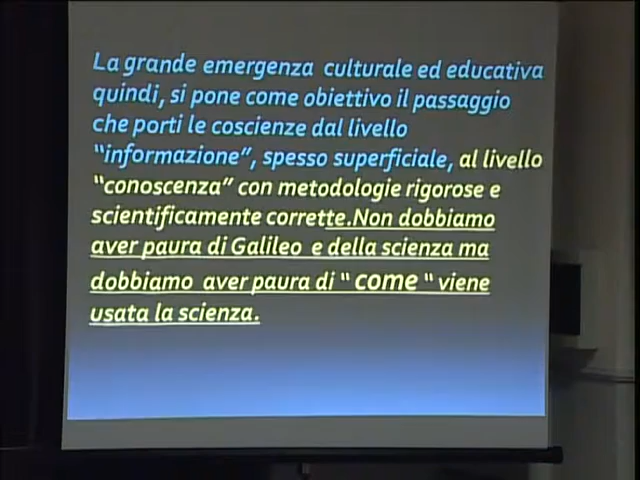 La grande emergenza culturale ed educativa
quindi, si pone come obiettivo il passaggio
che porti le coscienze dal livello
“informazione”, spesso superficiale, al livello
“conoscenza” con metodologie rigorose e
scientificamente corrette.Non dobbiamo
aver paura di Galileo e della scienza ma
dobbiamo aver paura di “ come “ viene
usata la scienza.